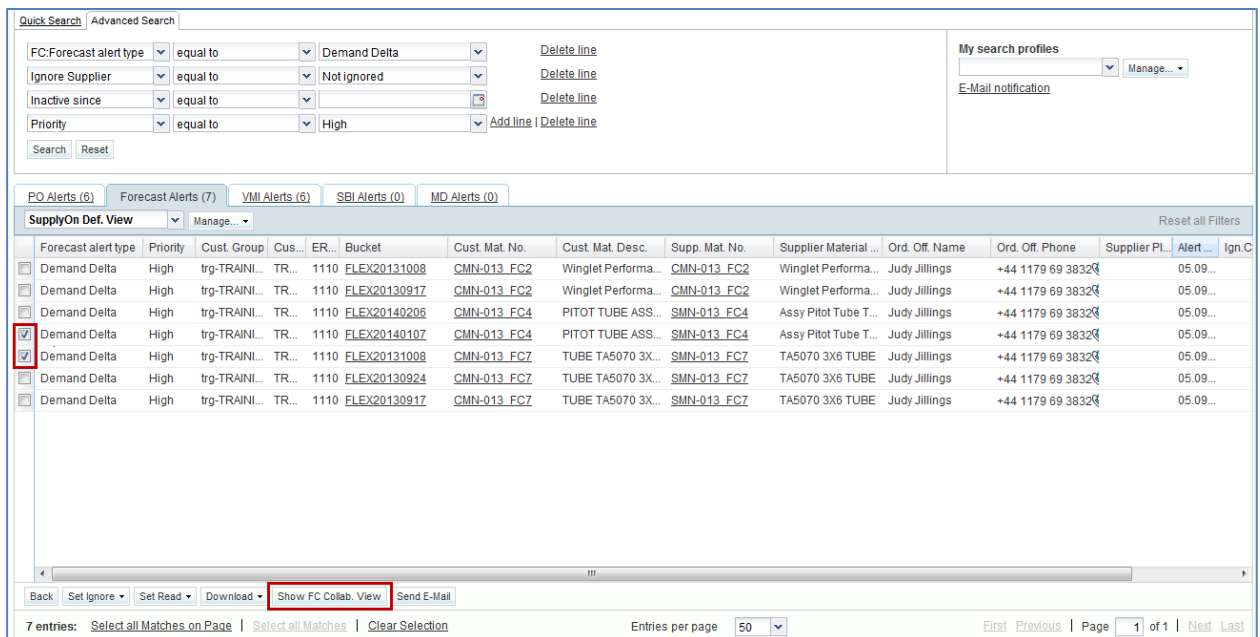 Quick Search Advanced Search
FC:Forecast alert type equal to Demand Delta Delete line
Ignore Supplier equal to Not ignored Delete line
Inactive since equal to Delete line
Priority equal to High Add line | Delete line
Search Reset
My search profiles
Manage...
E-Mail notification
PO Alerts (6) Forecast Alerts (7) VMI Alerts (6) SBI Alerts (0) MD Alerts (0)
SupplyOn Def. View Manage... Reset all Filters
Forecast alert type Priority Cust. Group Cus... ER... Bucket Cust. Mat. No. Cust. Mat. Desc. Supp. Mat. No. Supplier Material ... Ord. Off. Name Ord. Off. Phone Supplier Pl... Alert ... Ign.C
Demand Delta High trg-TRAINI... TR... 1110 FLEX20131008 CMN-013_FC2 Winglet Performa... CMN-013_FC2 Winglet Performa... Judy Jillings +44 1179 69 3832 05.09...
Demand Delta High trg-TRAINI... TR... 1110 FLEX20130917 CMN-013_FC2 Winglet Performa... CMN-013_FC2 Winglet Performa... Judy Jillings +44 1179 69 3832 05.09...
Demand Delta High trg-TRAINI... TR... 1110 FLEX20140206 CMN-013_FC4 PITOT TUBE ASS... SMN-013_FC4 Assy Pitot Tube T... Judy Jillings +44 1179 69 3832 05.09...
Demand Delta High trg-TRAINI... TR... 1110 FLEX20140107 CMN-013_FC4 PITOT TUBE ASS... SMN-013_FC4 Assy Pitot Tube T... Judy Jillings +44 1179 69 3832 05.09...
Demand Delta High trg-TRAINI... TR... 1110 FLEX20131008 CMN-013_FC7 TUBE TA5070 3X... SMN-013_FC7 TA5070 3X6 TUBE Judy Jillings +44 1179 69 3832 05.09...
Demand Delta High trg-TRAINI... TR... 1110 FLEX20130924 CMN-013_FC7 TUBE TA5070 3X... SMN-013_FC7 TA5070 3X6 TUBE Judy Jillings +44 1179 69 3832 05.09...
Demand Delta High trg-TRAINI... TR... 1110 FLEX20130917 CMN-013_FC7 TUBE TA5070 3X... SMN-013_FC7 TA5070 3X6 TUBE Judy Jillings +44 1179 69 3832 05.09...
Back Set Ignore Set Read Download Show FC Collab. View Send E-Mail
7 entries: Select all Matches on Page | Select all Matches | Clear Selection Entries per page 50 First Previous | Page 1 of 1 | Next Last